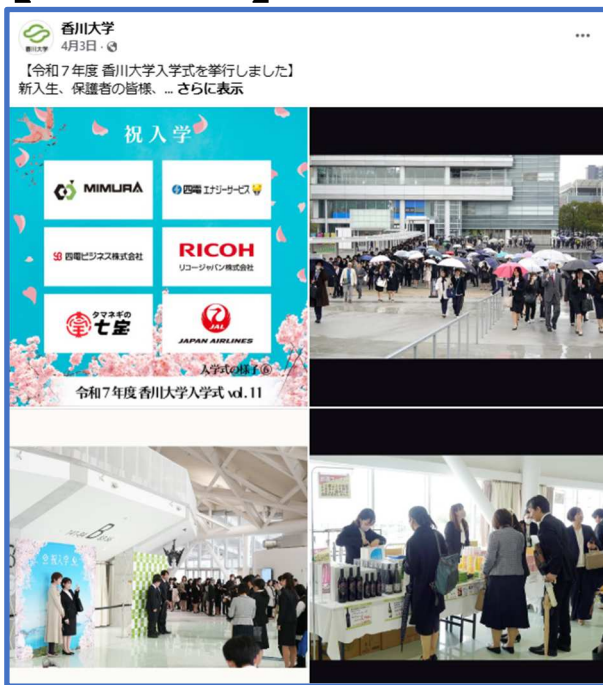 香川大学
香川大学
4月3日
【令和7年度 香川大学入学式を挙行しました】
新入生、保護者の皆様、... さらに表示
祝入学
MIMURA
四電エナジーサービス
四電ビジネス株式会社
RICOH
リコージャパン株式会社
タマネギの
七宝
JAL
JAPAN AIRLINES
入学式の様子⑥
令和7年度 香川大学入学式 vol.11
祝入学
B